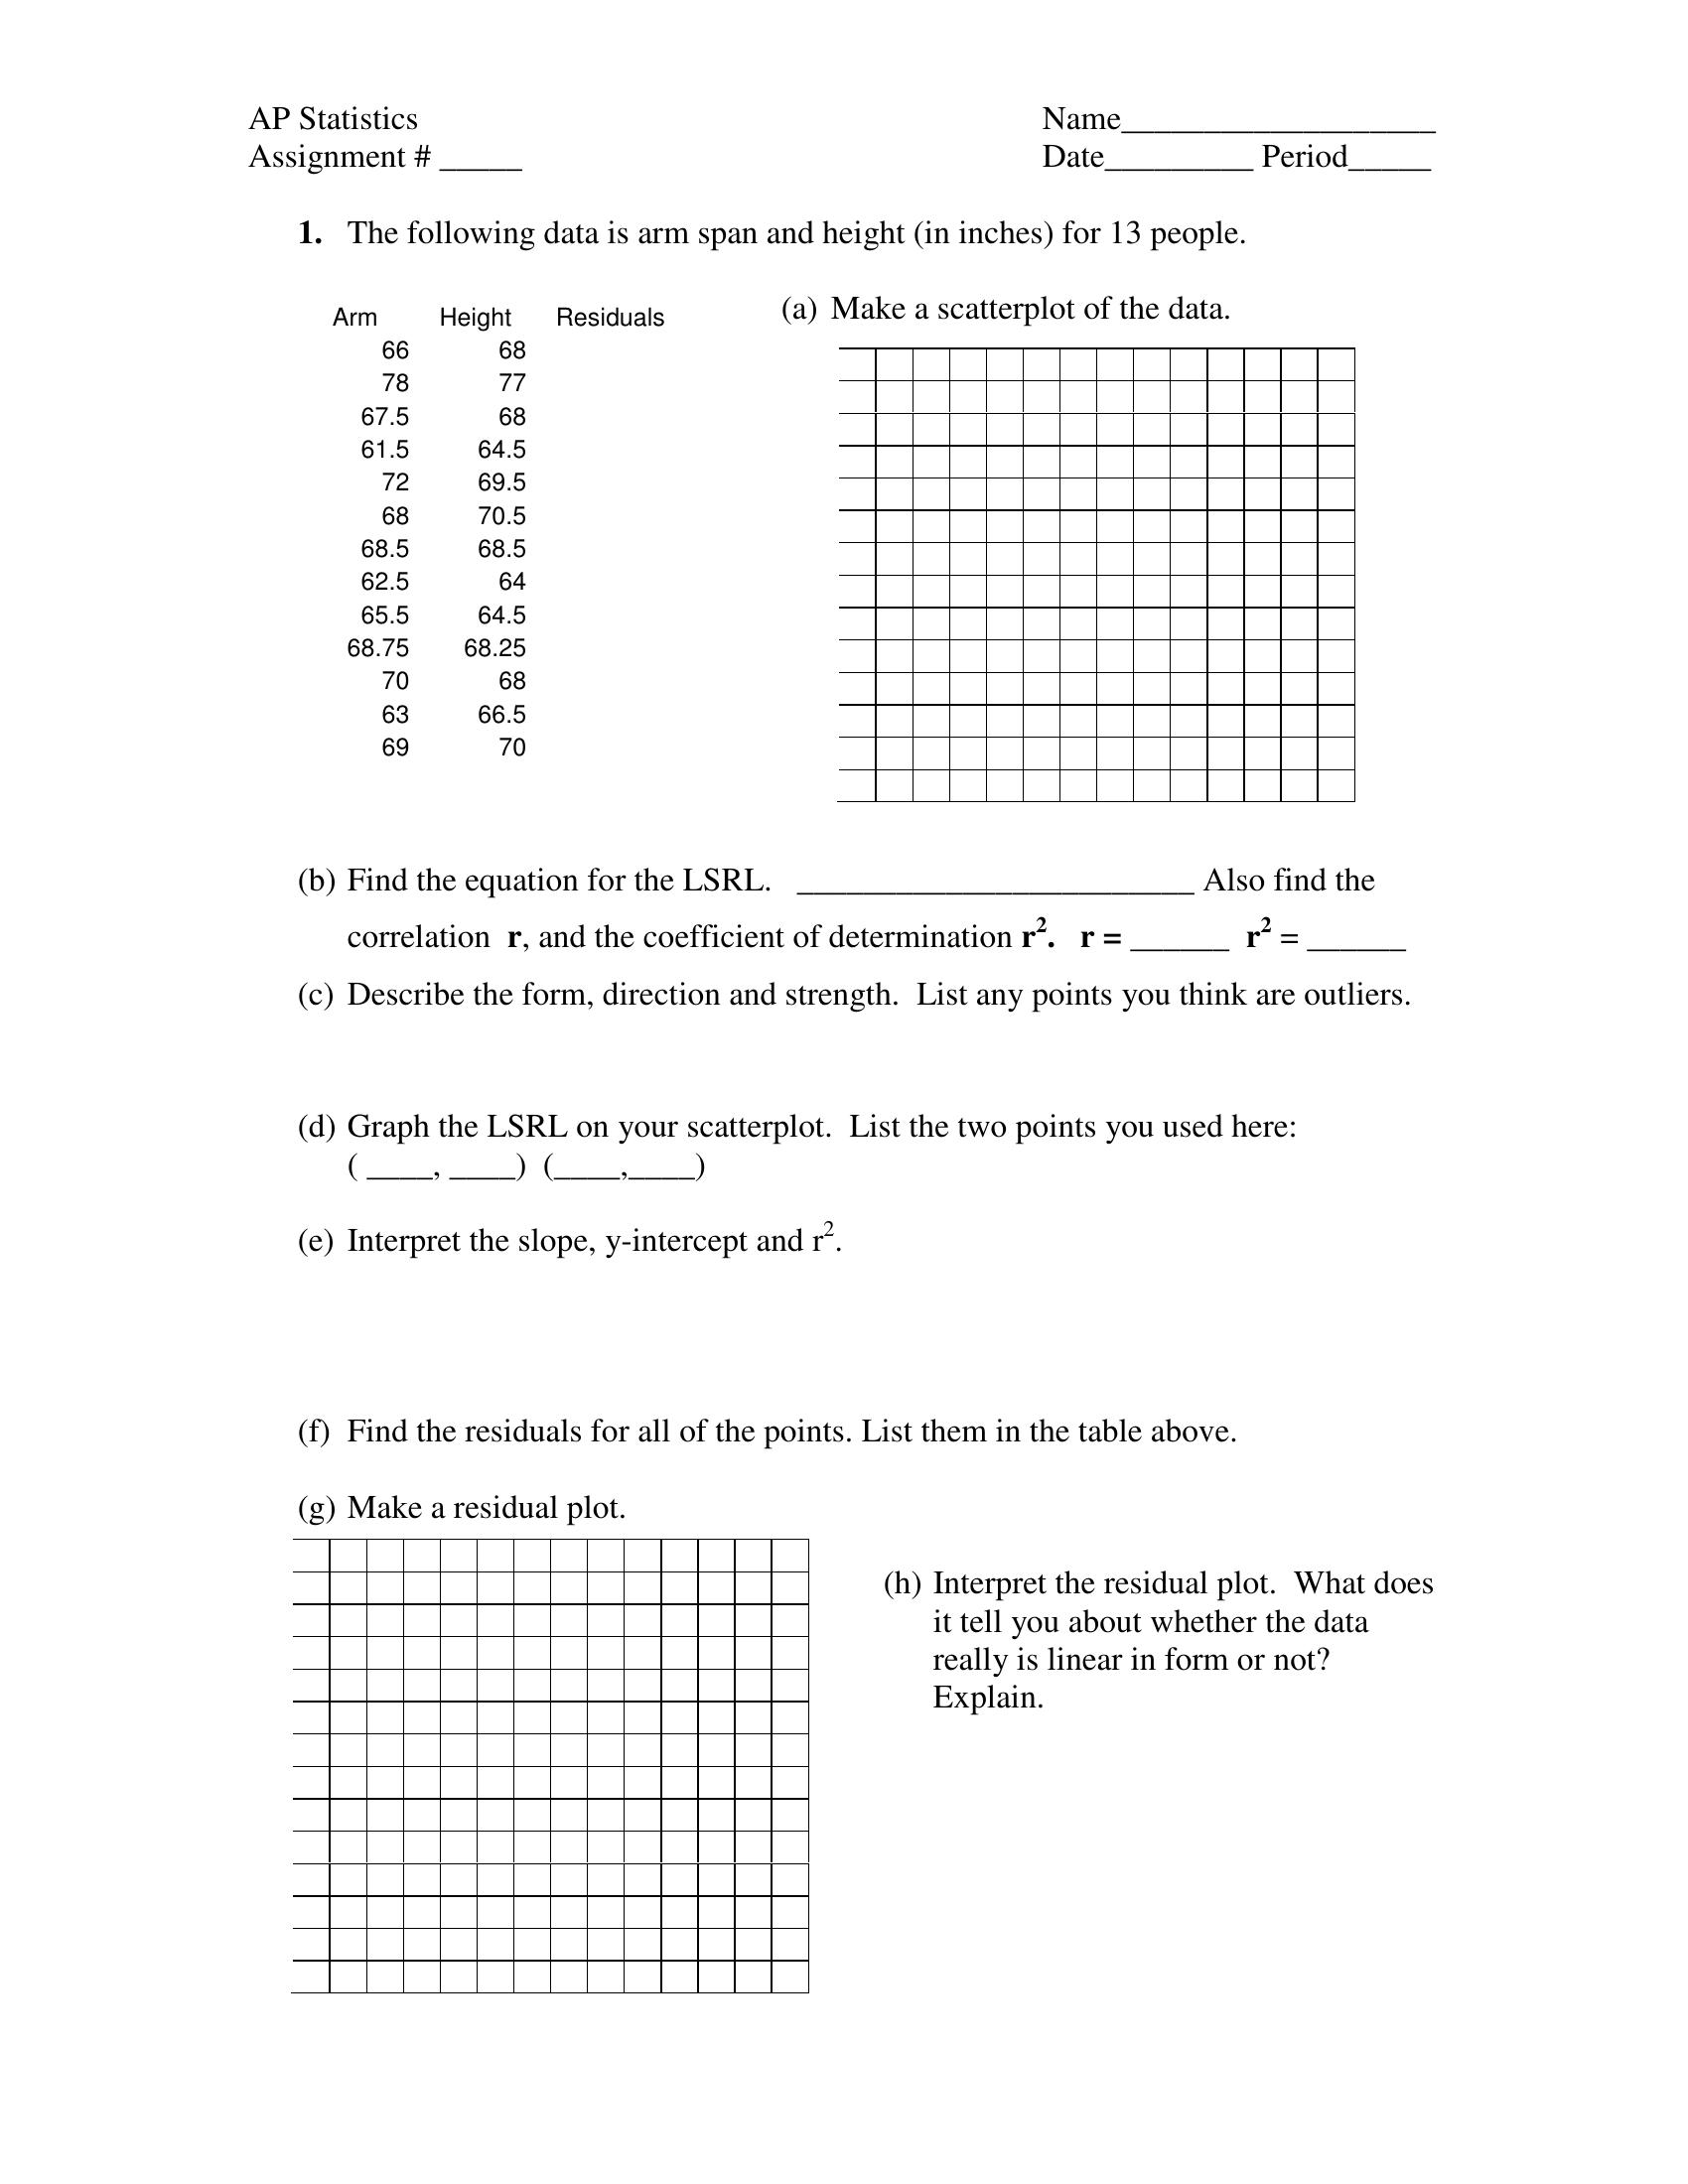 AP Statistics
Name___________________
Assignment # _____
Date_________ Period_____
1. The following data is arm span and height (in inches) for 13 people.
Arm Height Residuals
66 68
78 77
67.5 68
61.5 64.5
72 69.5
68 70.5
68.5 68.5
62.5 64
65.5 64.5
68.75 68.25
70 68
63 66.5
69 70
(a) Make a scatterplot of the data.
(b) Find the equation for the LSRL. ________________________ Also find the
correlation r, and the coefficient of determination r². r = ______ r² = ______
(c) Describe the form, direction and strength. List any points you think are outliers.
(d) Graph the LSRL on your scatterplot. List the two points you used here:
( ____, ____) (____,____)
(e) Interpret the slope, y-intercept and r².
(f) Find the residuals for all of the points. List them in the table above.
(g) Make a residual plot.
(h) Interpret the residual plot. What does
it tell you about whether the data
really is linear in form or not?
Explain.